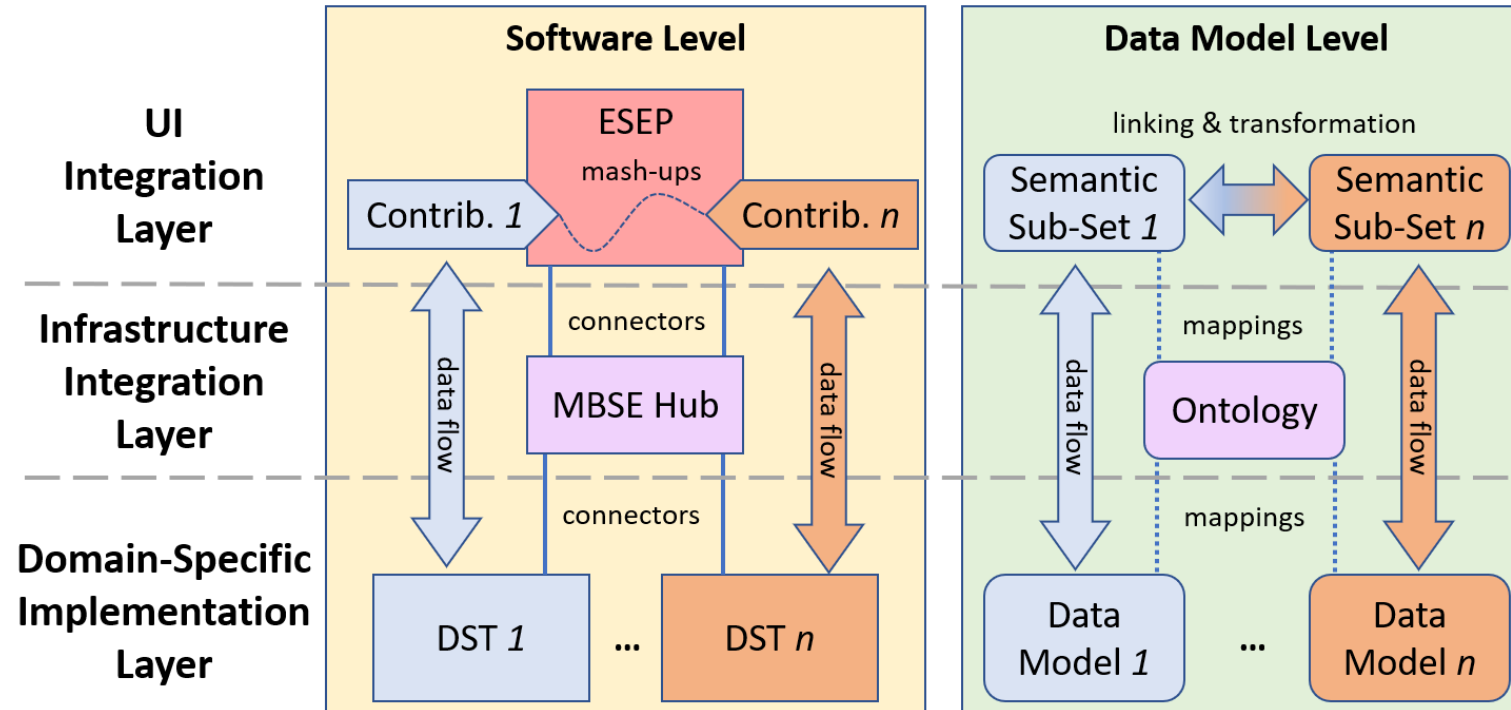 Software Level
Data Model Level
UI
Integration
Layer
ESEP
mash-ups
Contrib. 1
Contrib. n
linking & transformation
Semantic
Sub-Set 1
Semantic
Sub-Set n
Infrastructure
Integration
Layer
data flow
connectors
MBSE Hub
connectors
data flow
data flow
mappings
Ontology
mappings
data flow
Domain-Specific
Implementation
Layer
DST 1
...
DST n
Data
Model 1
...
Data
Model n